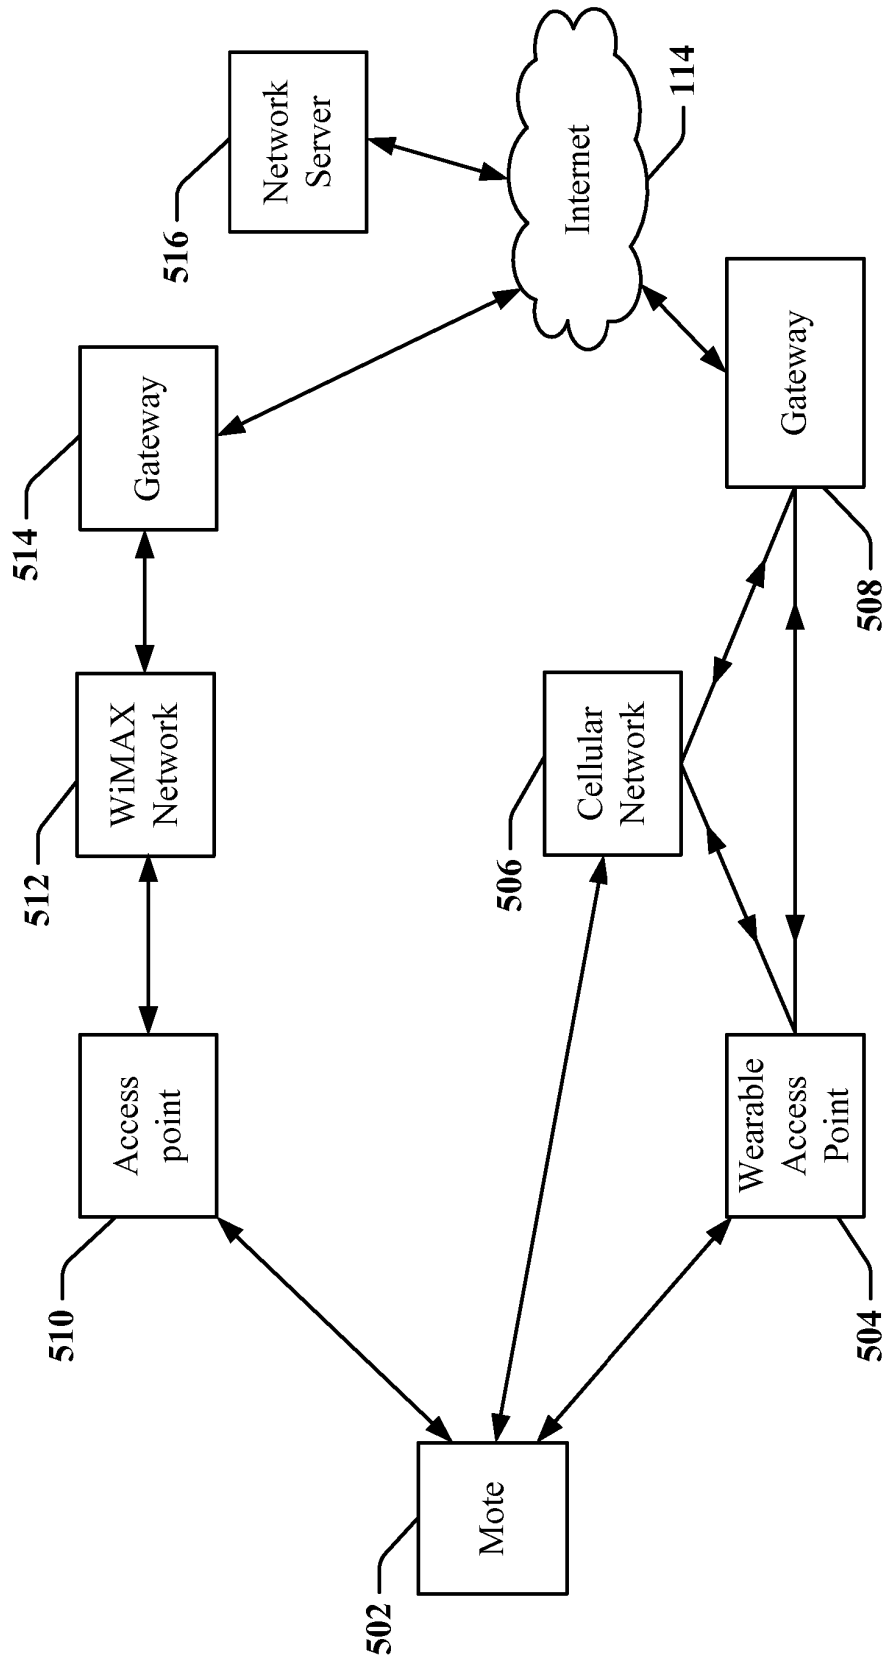 502
Mote
510
Access
point
512
WiMAX
Network
514
Gateway
516
Network
Server
Internet
114
506
Cellular
Network
Wearable
Access
Point
504
Gateway
508